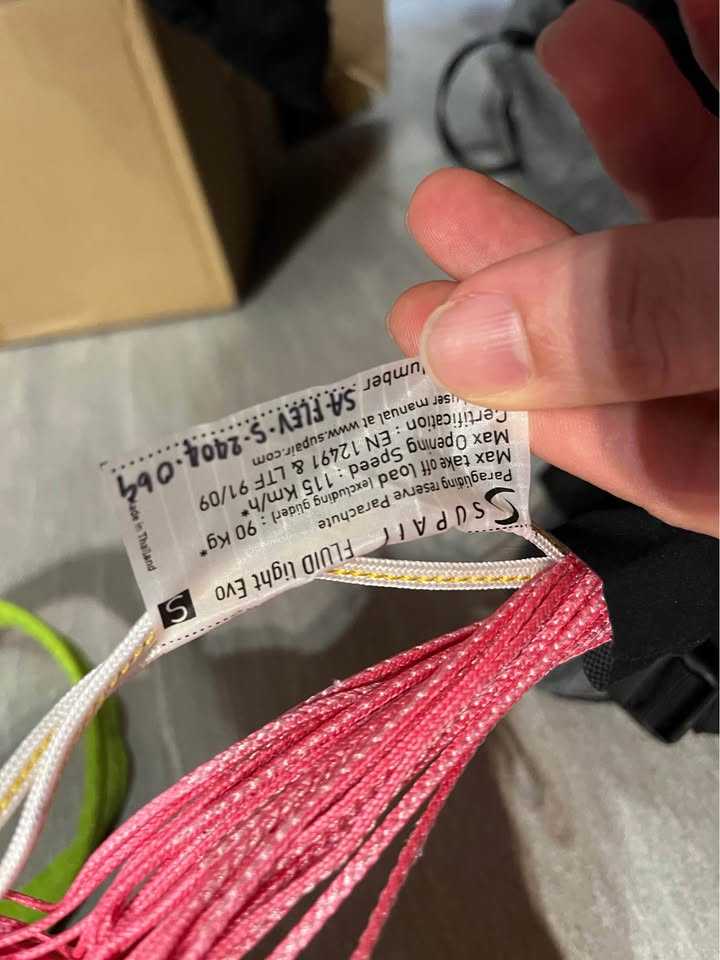 SUPAIR
FLUID light Evo
S
Paragliding reserve Parachute
Max take off Load (excluding glider) : 90 Kg*
Max Opening Speed : 115 Km/h*
Certification : EN 12491 & LTF 91/09
user manual at www.supair.com
umber SA-FLEV-S-2404-069
Made in Thailand